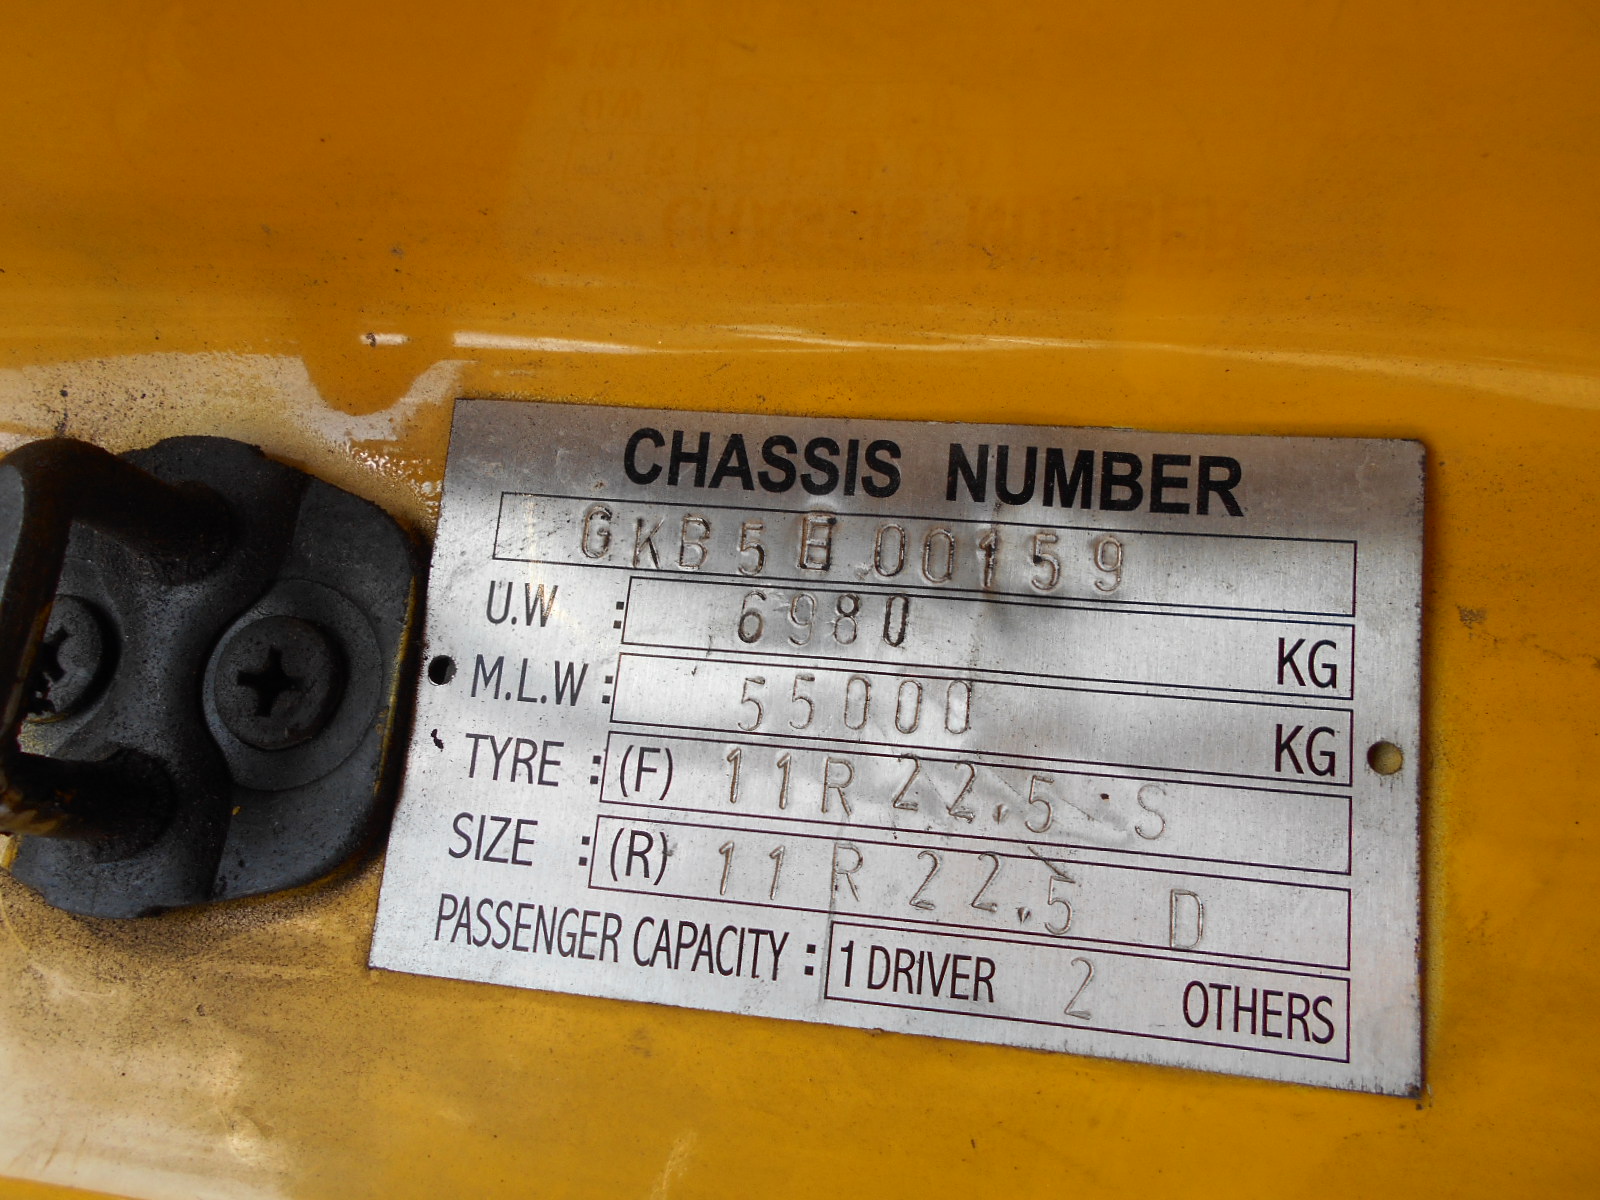 CHASSIS NUMBER
GKB5E00159
U.W : 6980 KG
M.L.W : 55000 KG
TYRE : (F) 11R22.5 S
SIZE : (R) 11R22.5 D
PASSENGER CAPACITY : 1 DRIVER 2 OTHERS